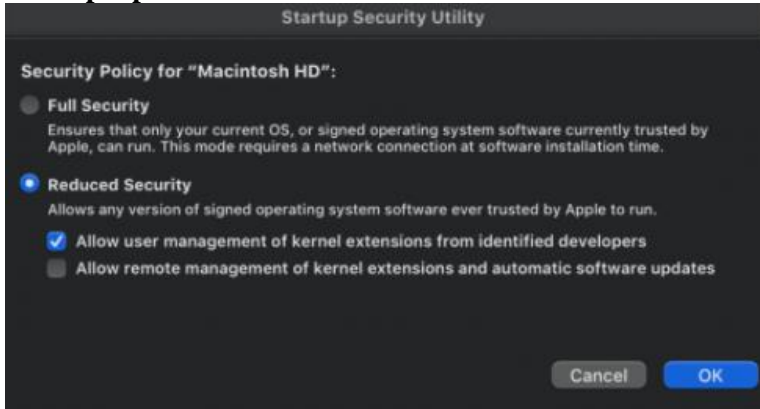 Startup Security Utility
Security Policy for “Macintosh HD”:
Full Security
Ensures that only your current OS, or signed operating system software currently trusted by
Apple, can run. This mode requires a network connection at software installation time.
Reduced Security
Allows any version of signed operating system software ever trusted by Apple to run.
Allow user management of kernel extensions from identified developers
Allow remote management of kernel extensions and automatic software updates
Cancel OK